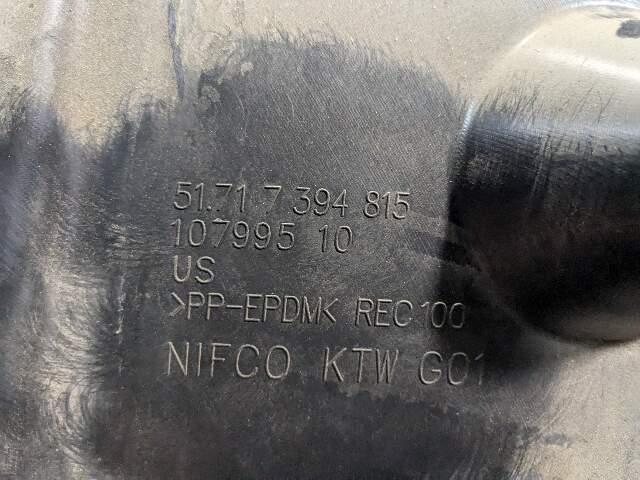 51.71 7 394 815
107995 10
US
>PP-EPDM< REC100
NIFCO KTW G01